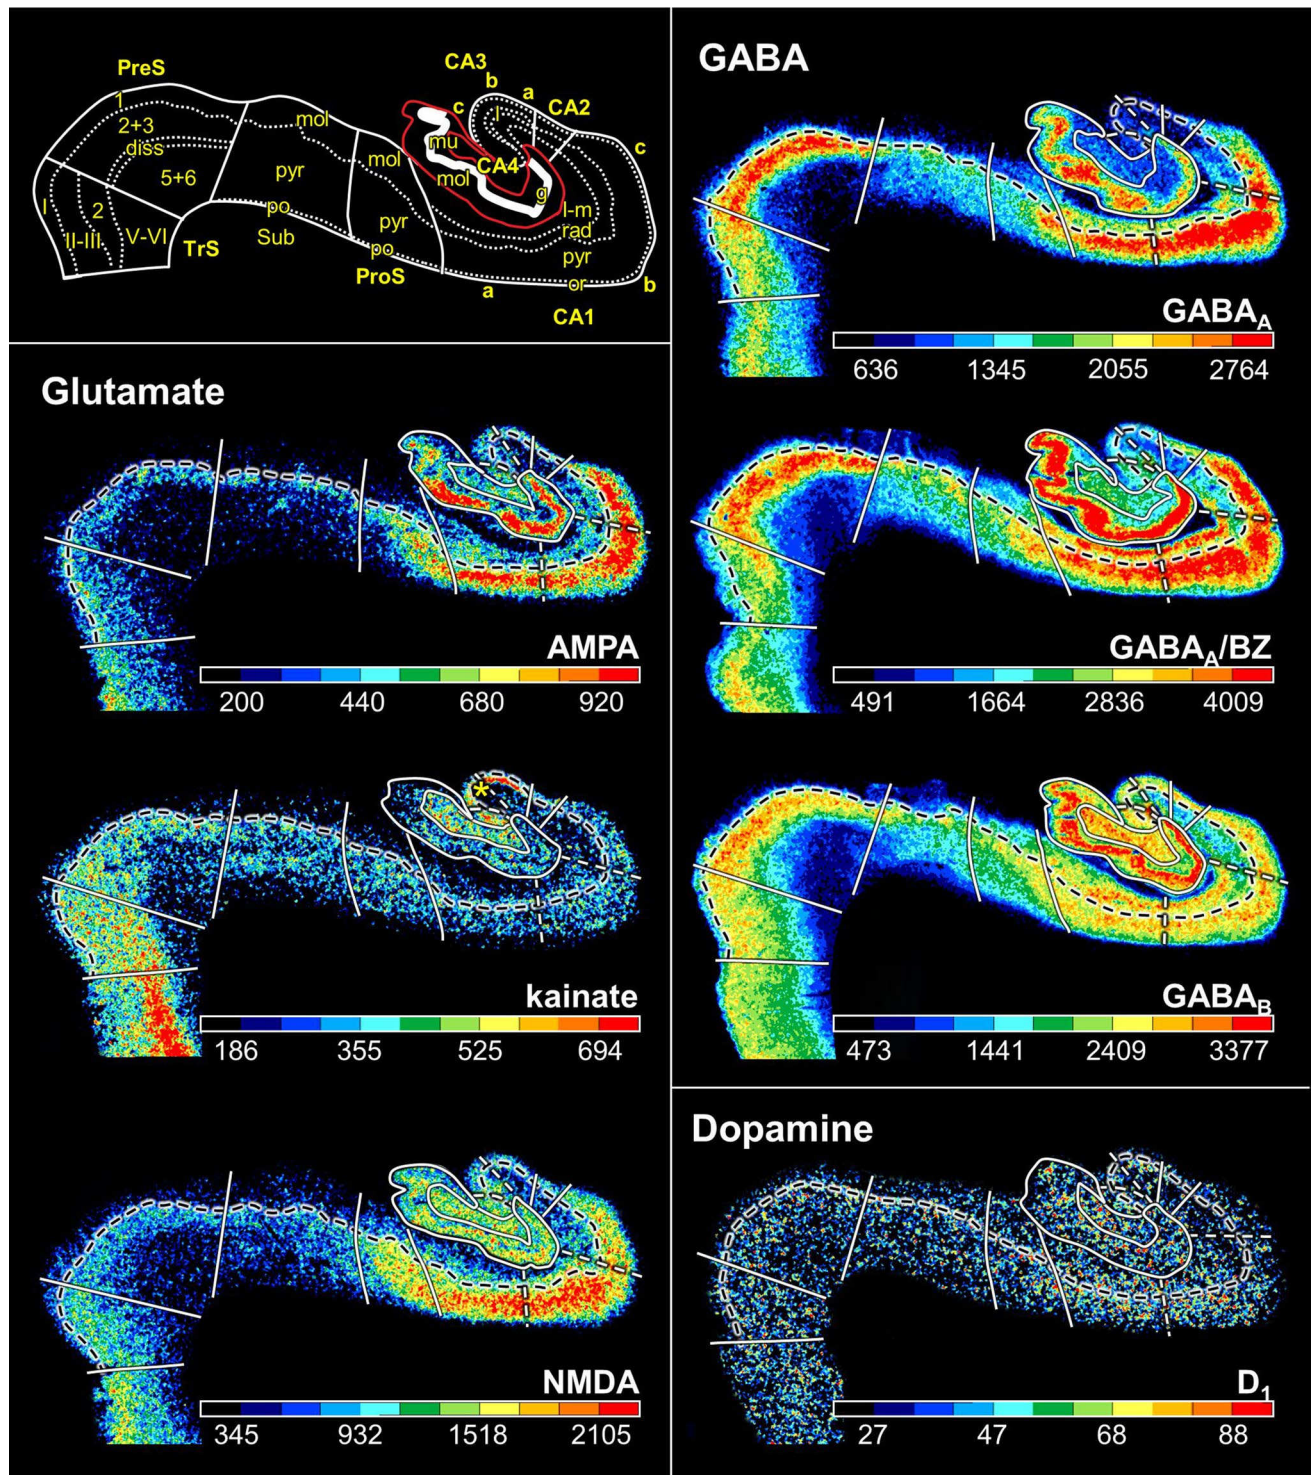 PreS
1
2+3
diss
5+6
I
II-III
2
V-VI
TrS
mol
pyr
po
Sub
mol
pyr
po
ProS
CA3
b
c
a
l
CA2
mu
mol
CA4
g
c
l-m
rad
pyr
or
a
b
CA1
GABA
GABAA
636 1345 2055 2764
Glutamate
AMPA
200 440 680 920
GABAA/BZ
491 1664 2836 4009
*
kainate
186 355 525 694
GABAB
473 1441 2409 3377
NMDA
345 932 1518 2105
Dopamine
D1
27 47 68 88